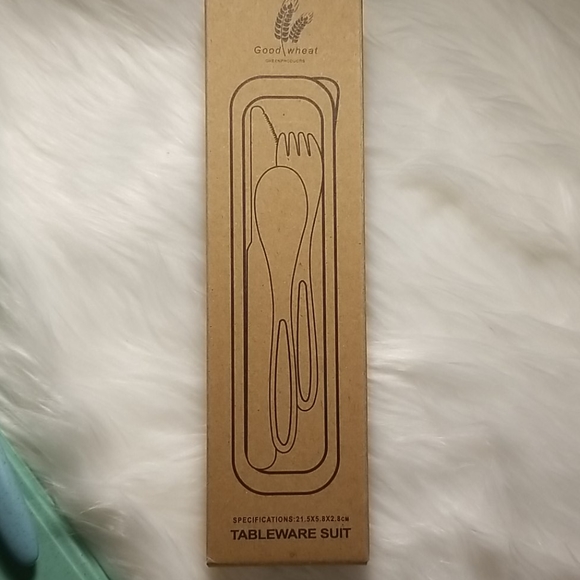 Good wheat
SPECIFICATIONS:21.5X5.8X2.8CM
TABLEWARE SUIT